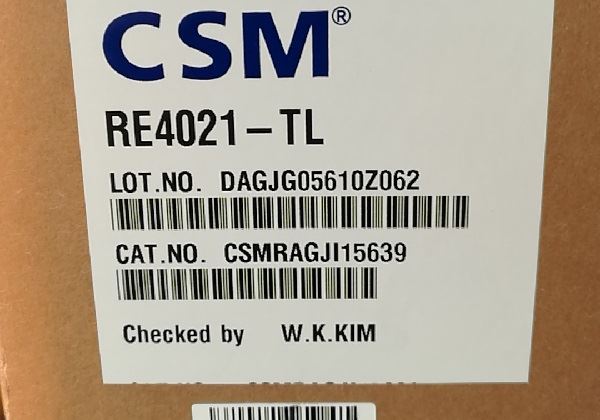 CSM®
RE4021-TL
LOT.NO. DAGJG05610Z062
CAT.NO. CSMRAGJI15639
Checked by W.K.KIM